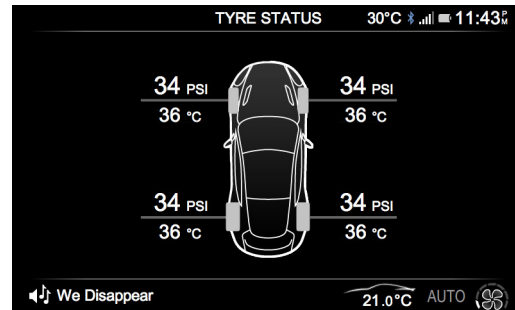 TYRE STATUS 30°C 11:43PM
34 PSI 34 PSI
36 °C 36 °C
34 PSI 34 PSI
36 °C 36 °C
We Disappear 21.0°C AUTO